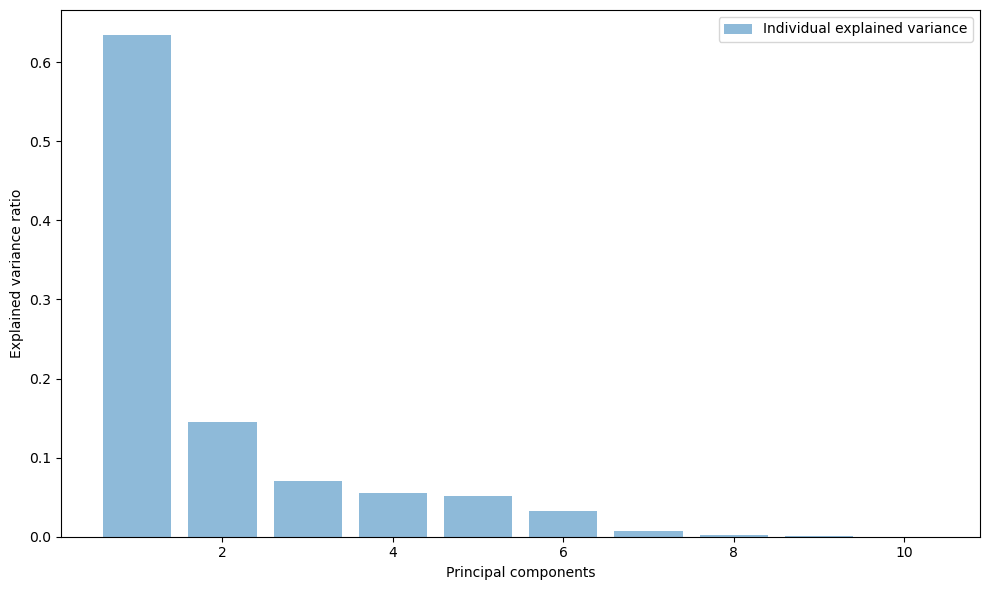 Individual explained variance
0.6
0.5
0.4
0.3
0.2
0.1
0.0
Explained variance ratio
2 4 6 8 10
Principal components